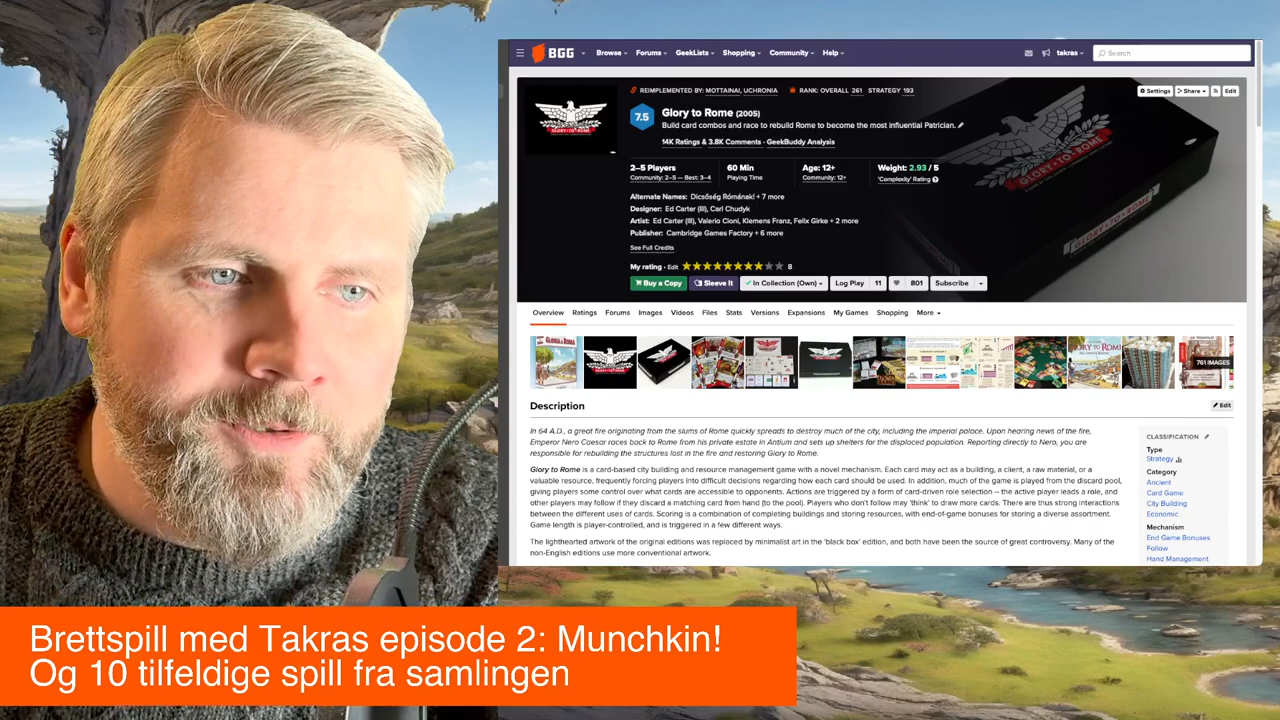 BGG
Browse
Forums
GeekLists
Shopping
Community
Help
takras
Search
REIMPLEMENTED BY: MOTTAINAI, UCHRONIA
RANK: OVERALL 261 STRATEGY 193
Settings
Share
Edit
GLORY TO ROME
7.5
Glory to Rome (2005)
Build card combos and race to rebuild Rome to become the most influential Patrician.
14K Ratings & 3.8K Comments · GeekBuddy Analysis
2–5 Players
Community: 2–5 — Best: 3–4
60 Min
Playing Time
Age: 12+
Community: 12+
Weight: 2.93 / 5
'Complexity' Rating
Alternate Names: Dicsőség Rómának! + 7 more
Designer: Ed Carter (III), Carl Chudyk
Artist: Ed Carter (III), Valerio Cioni, Klemens Franz, Felix Girke + 2 more
Publisher: Cambridge Games Factory + 6 more
See Full Credits
My rating · Edit
8
Buy a Copy
Sleeve It
In Collection (Own)
Log Play
11
801
Subscribe
GLORY TO ROME
GLORY TO ROME
Overview
Ratings
Forums
Images
Videos
Files
Stats
Versions
Expansions
My Games
Shopping
More
761 IMAGES
Description
Edit
In 64 A.D., a great fire originating from the slums of Rome quickly spreads to destroy much of the city, including the imperial palace. Upon hearing news of the fire,
Emperor Nero Caesar races back to Rome from his private estate in Antium and sets up shelters for the displaced population. Reporting directly to Nero, you are
responsible for rebuilding the structures lost in the fire and restoring Glory to Rome.
Glory to Rome is a card-based city building and resource management game with a novel mechanism. Each card may act as a building, a client, a raw material, or a
valuable resource, frequently forcing players into difficult decisions regarding how each card should be used. In addition, much of the game is played from the discard pool,
giving players some control over what cards are accessible to opponents. Actions are triggered by a form of card-driven role selection – the active player leads a role, and
other players may follow if they discard a matching card from hand (to the pool). Players who don't follow may 'think' to draw more cards. There are thus strong interactions
between the different uses of cards. Scoring is a combination of completing buildings and storing resources, with end-of-game bonuses for storing a diverse assortment.
Game length is player-controlled, and is triggered in a few different ways.
The lighthearted artwork of the original editions was replaced by minimalist art in the 'black box' edition, and both have been the source of great controversy. Many of the
non-English editions use more conventional artwork.
CLASSIFICATION
Type
Strategy
Category
Ancient
Card Game
City Building
Economic
Mechanism
End Game Bonuses
Follow
Hand Management
Brettspill med Takras episode 2: Munchkin!
Og 10 tilfeldige spill fra samlingen